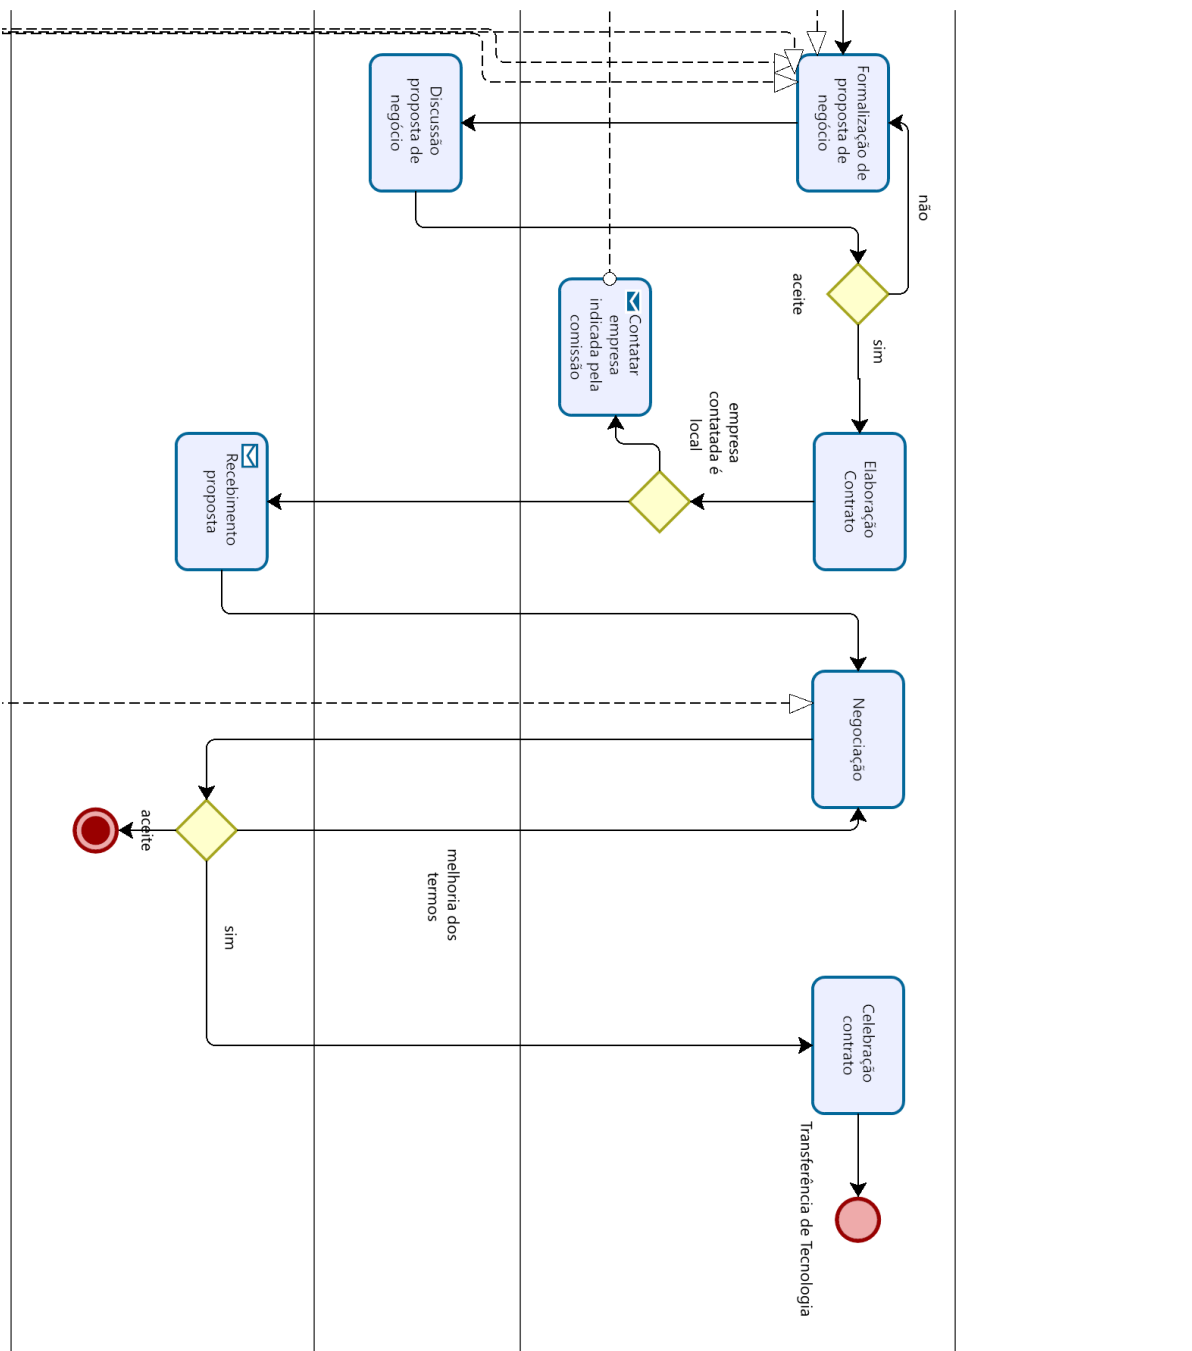 Formalização de
proposta de
negócio
Discussão
proposta de
negócio
não
aceite
sim
Contatar
empresa
indicada pela
comissão
empresa
contatada é
local
Elaboração
Contrato
Recebimento
proposta
Negociação
aceite
melhoria dos
termos
sim
Celebração
contrato
Transferência de Tecnologia